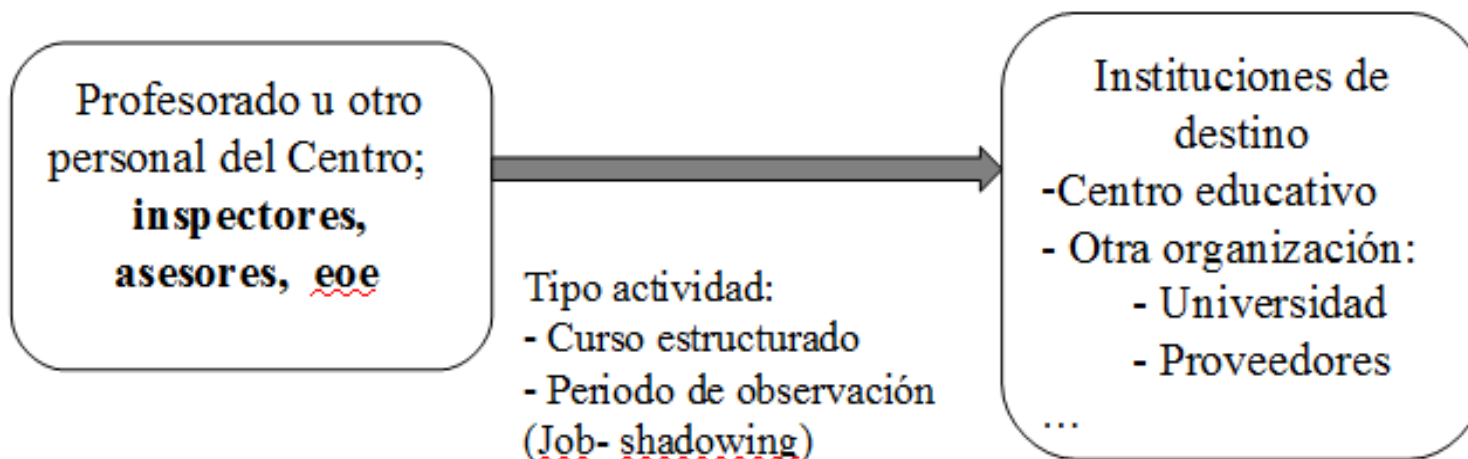 Profesorado u otro
personal del Centro;
inspectores,
asesores, eoe
Tipo actividad:
- Curso estructurado
- Periodo de observación
(Job- shadowing)
Instituciones de
destino
-Centro educativo
- Otra organización:
- Universidad
- Proveedores
...